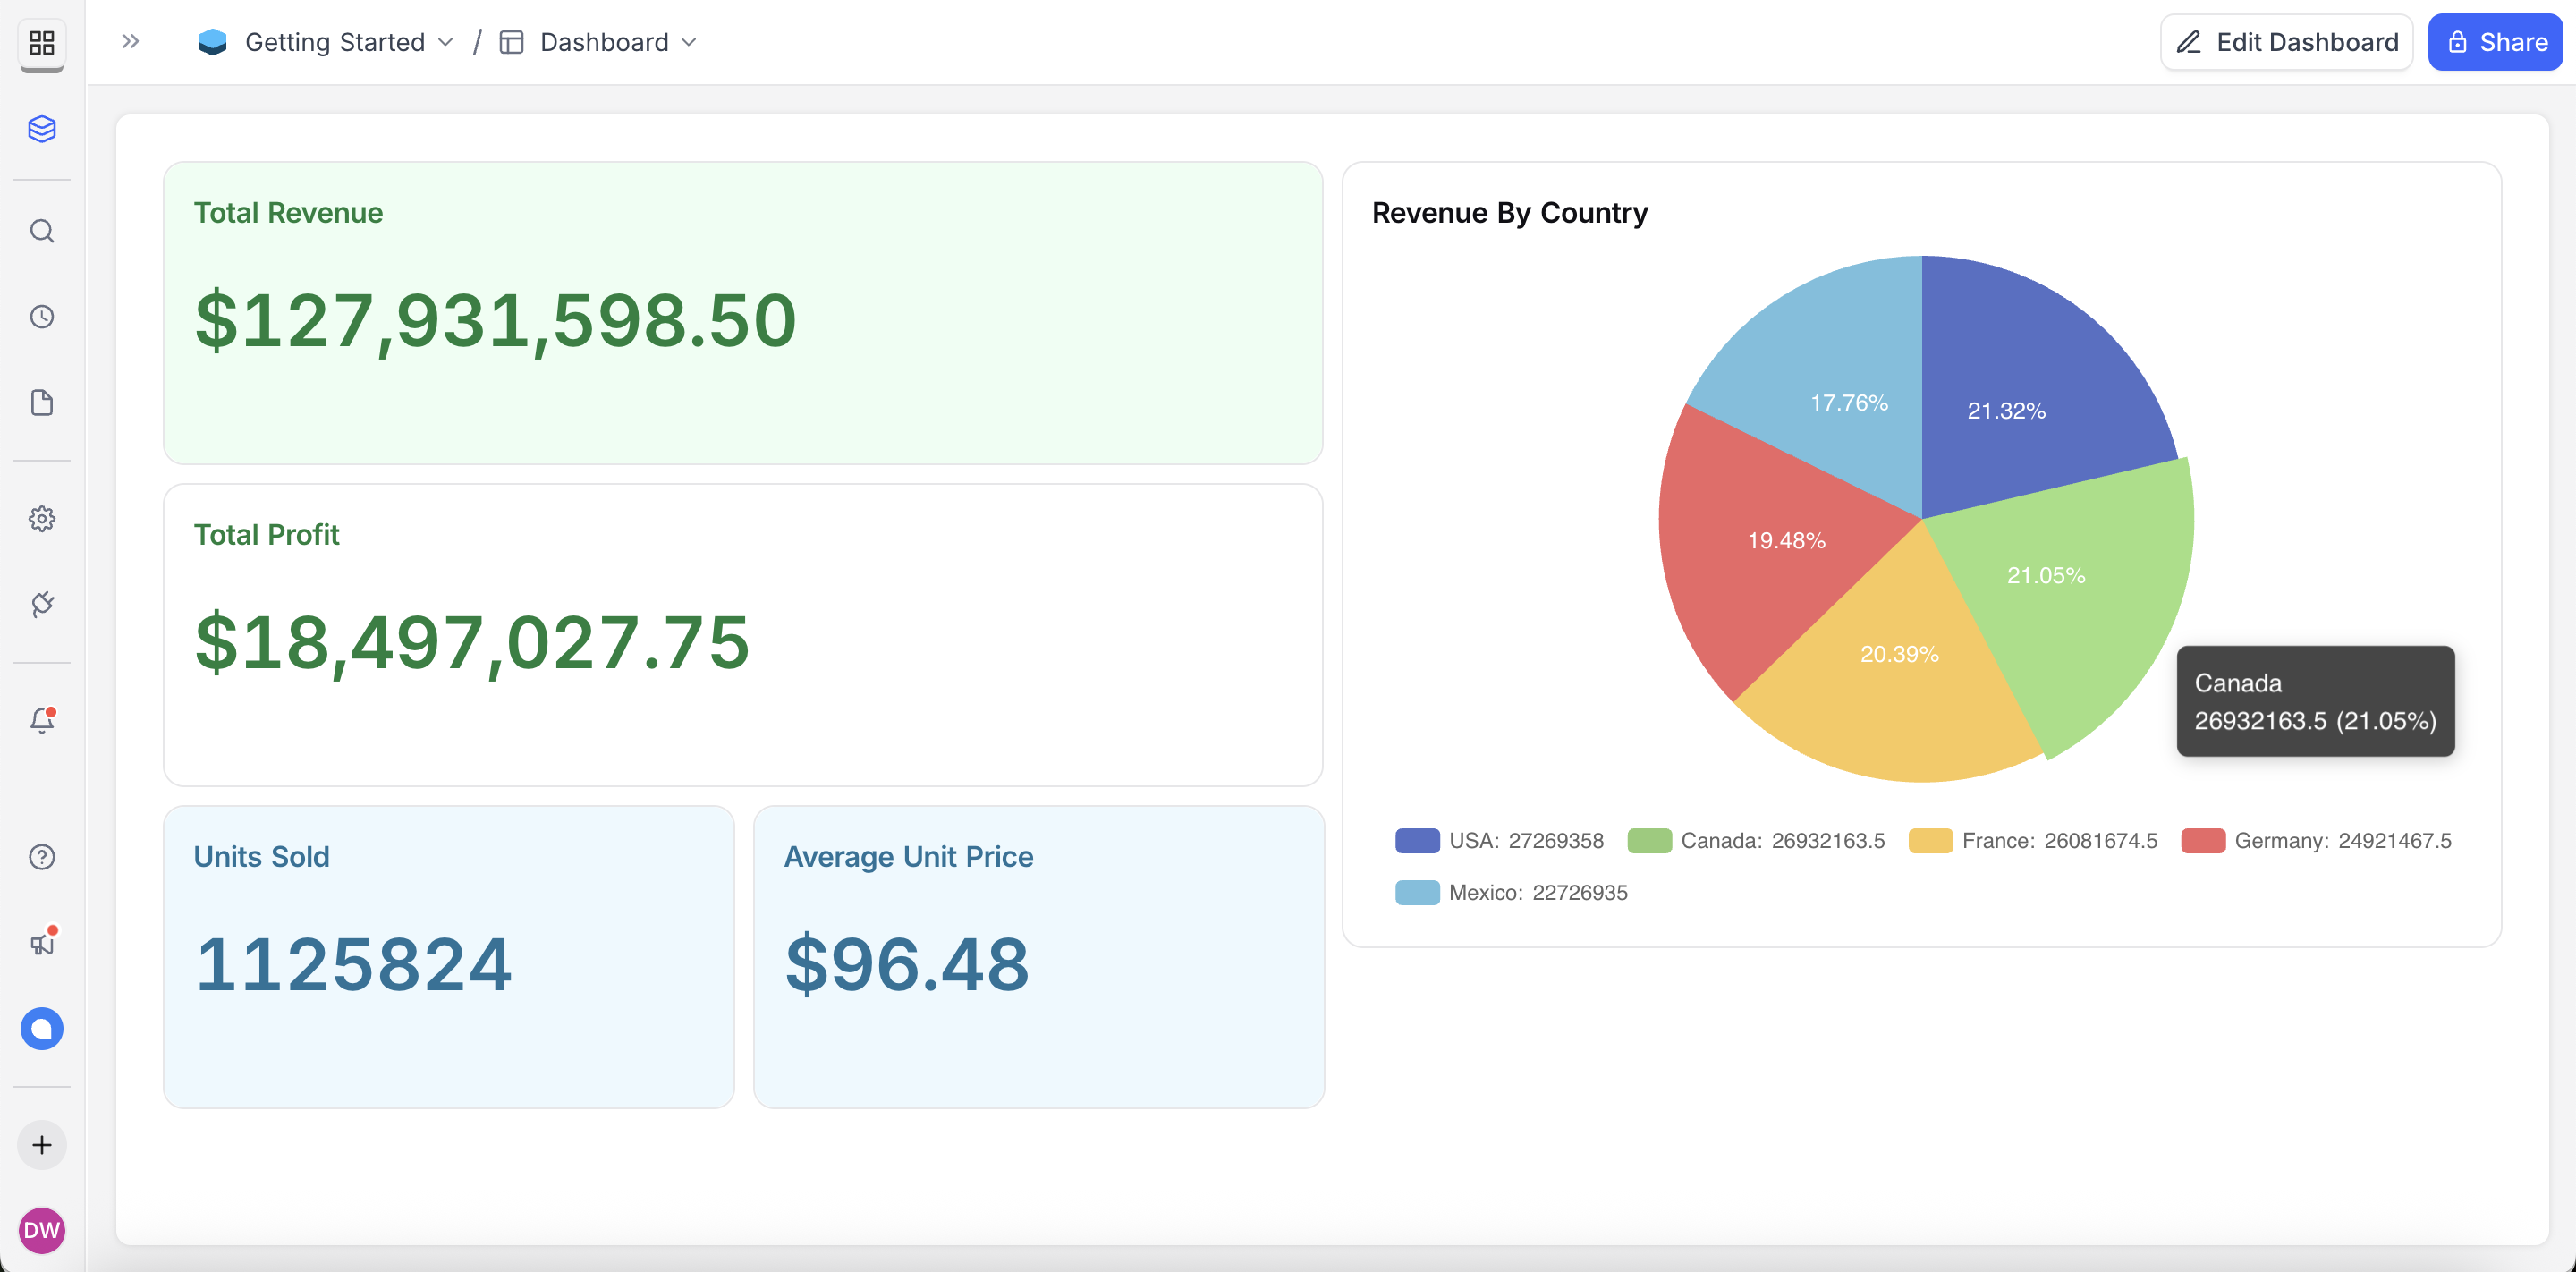 Getting Started / Dashboard
Edit Dashboard
Share
Total Revenue
$127,931,598.50
Total Profit
$18,497,027.75
Units Sold
1125824
Average Unit Price
$96.48
Revenue By Country
17.76%
21.32%
19.48%
21.05%
20.39%
Canada
26932163.5 (21.05%)
USA: 27269358 Canada: 26932163.5 France: 26081674.5 Germany: 24921467.5
Mexico: 22726935
DW